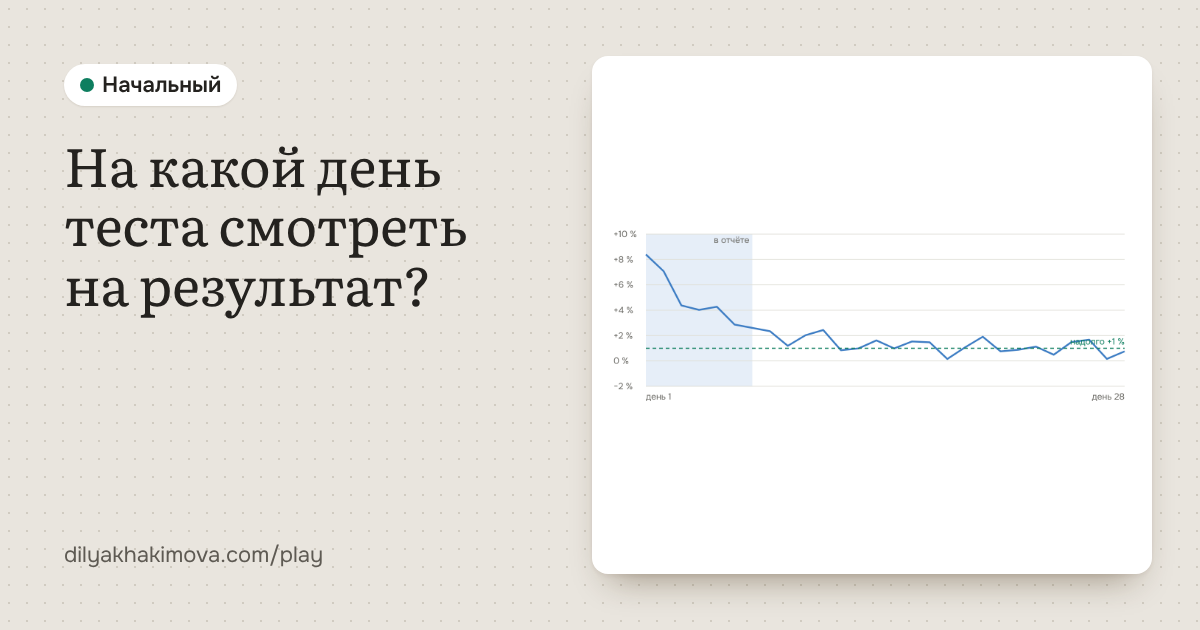 Начальный
На какой день
теста смотреть
на результат?
dilyakhakimova.com/play
+10 %
в отчёте
+8 %
+6 %
+4 %
+2 %
надолго +1 %
0 %
−2 %
день 1
день 28